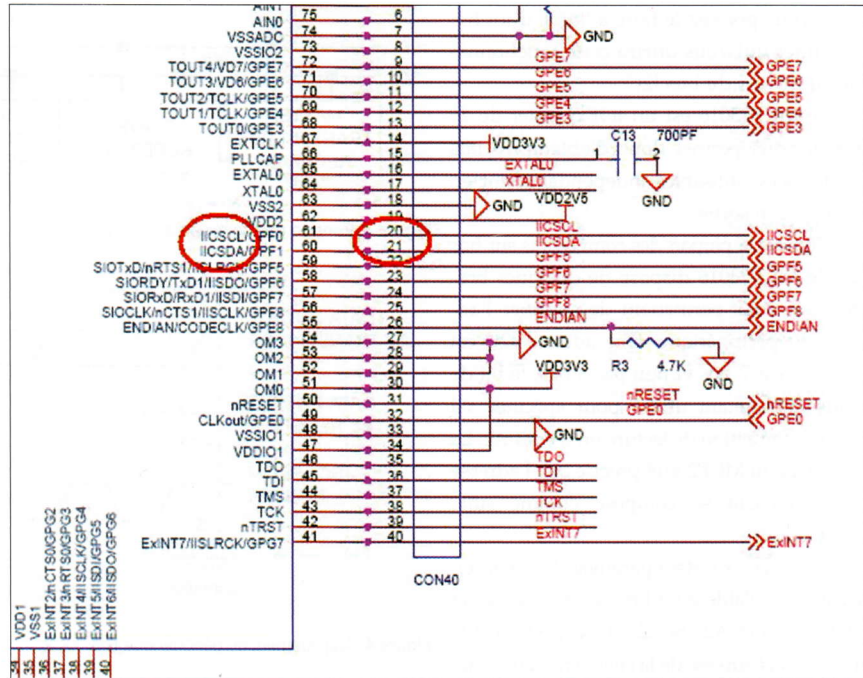 AIN1
AIN0 75 6
VSSADC 74 7 GND
VSSIO2 73 8 GPE7
TOUT4/VD7/GPE7 72 9 GPE6 GPE7
TOUT3/VD6/GPE6 71 10 GPE5 GPE6
TOUT2/TCLK/GPE5 70 11 GPE4 GPE5
TOUT1/TCLK/GPE4 69 12 GPE3 GPE4
TOUT0/GPE3 68 13 GPE3
EXTCLK 67 14 VDD3V3 C13 700PF
PLLCAP 66 15 EXTAL0 1 2
EXTAL0 65 16 XTAL0
XTAL0 64 17 GND
VSS2 63 18 GND VDD2V5
VDD2 62 19 IICSCL
IICSCL/GPF0 61 20 IICSDA IICSCL
IICSDA/GPF1 60 21 GPF5 IICSDA
SIOTxD/nRTS1/IISLRCK/GPF5 59 22 GPF6 GPF5
SIORDY/TxD1/IISDO/GPF6 58 23 GPF7 GPF6
SIORxD/RxD1/IISDI/GPF7 57 24 GPF8 GPF7
SIOCLK/nCTS1/IISCLK/GPF8 56 25 ENDIAN GPF8
ENDIAN/CODECLK/GPE8 55 26 ENDIAN
OM3 54 27 GND
OM2 53 28 VDD3V3 R3 4.7K
OM1 52 29 GND
OM0 51 30 nRESET
nRESET 50 31 GPE0 nRESET
CLKout/GPE0 49 32 GPE0
VSSIO1 48 33 GND
VDDIO1 47 34 TDO
TDO 46 35 TDI
TDI 45 36 TMS
TMS 44 37 TCK
TCK 43 38 nTRST
nTRST 42 39 ExINT7
ExINT7/IISLRCK/GPG7 41 40 ExINT7
CON40
VDD1
VSS1
ExINT2/nCTS0/GPG2
ExINT3/nRTS0/GPG3
ExINT4/IISCLK/GPG4
ExINT5/IISDI/GPG5
ExINT6/IISDO/GPG6
34
35
36
37
38
39
40